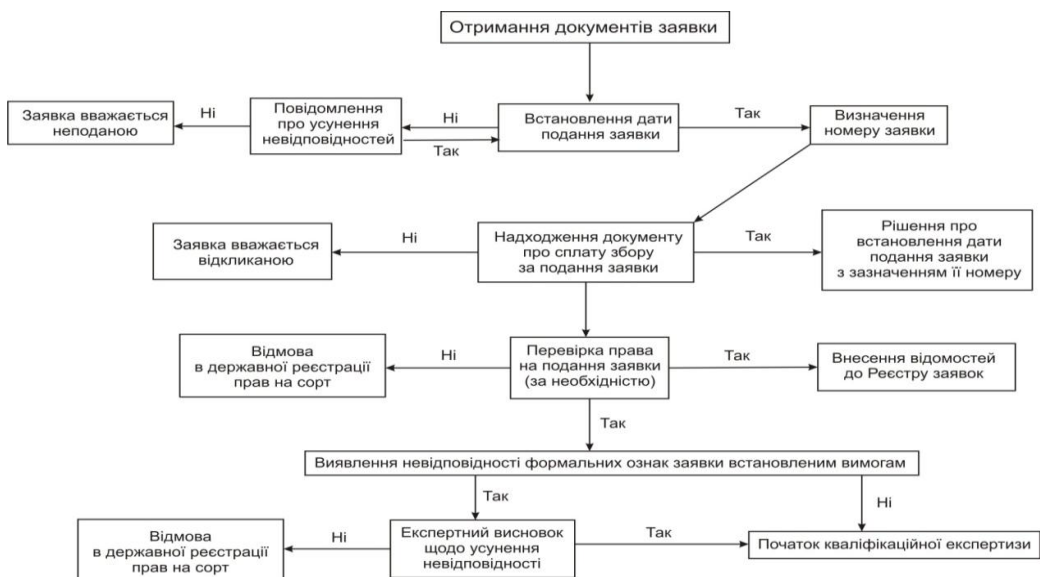 Отримання документів заявки
Заявка вважається
неподаною
Ні
Повідомлення
про усунення
невідповідностей
Ні
Так
Встановлення дати
подання заявки
Так
Визначення
номеру заявки
Заявка вважається
відкликаною
Ні
Надходження документу
про сплату збору
за подання заявки
Так
Рішення про
встановлення дати
подання заявки
з зазначенням її номеру
Відмова
в державної реєстрації
прав на сорт
Ні
Перевірка права
на подання заявки
(за необхідністю)
Так
Внесення відомостей
до Реєстру заявок
Так
Виявлення невідповідності формальних ознак заявки встановленим вимогам
Так
Ні
Відмова
в державної реєстрації
прав на сорт
Ні
Експертний висновок
щодо усунення
невідповідності
Так
Початок кваліфікаційної експертизи